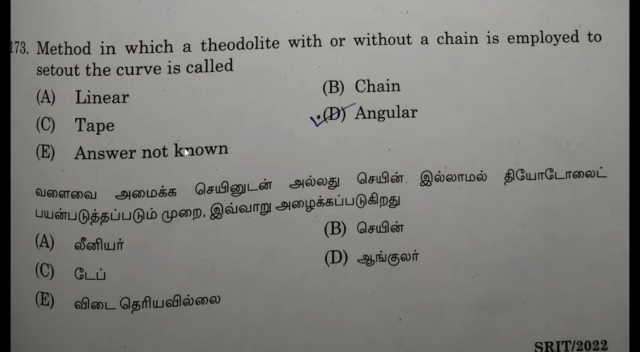 173. Method in which a theodolite with or without a chain is employed to
setout the curve is called
(A) Linear
(B) Chain
(C) Tape
(D) Angular
(E) Answer not known
வளைவை அமைக்க செயினுடன் அல்லது செயின் இல்லாமல் தியோடோலைட்
பயன்படுத்தப்படும் முறை, இவ்வாறு அழைக்கப்படுகிறது
(A) லீனியர்
(B) செயின்
(C) டேப்
(D) ஆங்குலர்
(E) விடை தெரியவில்லை
SRIT/2022